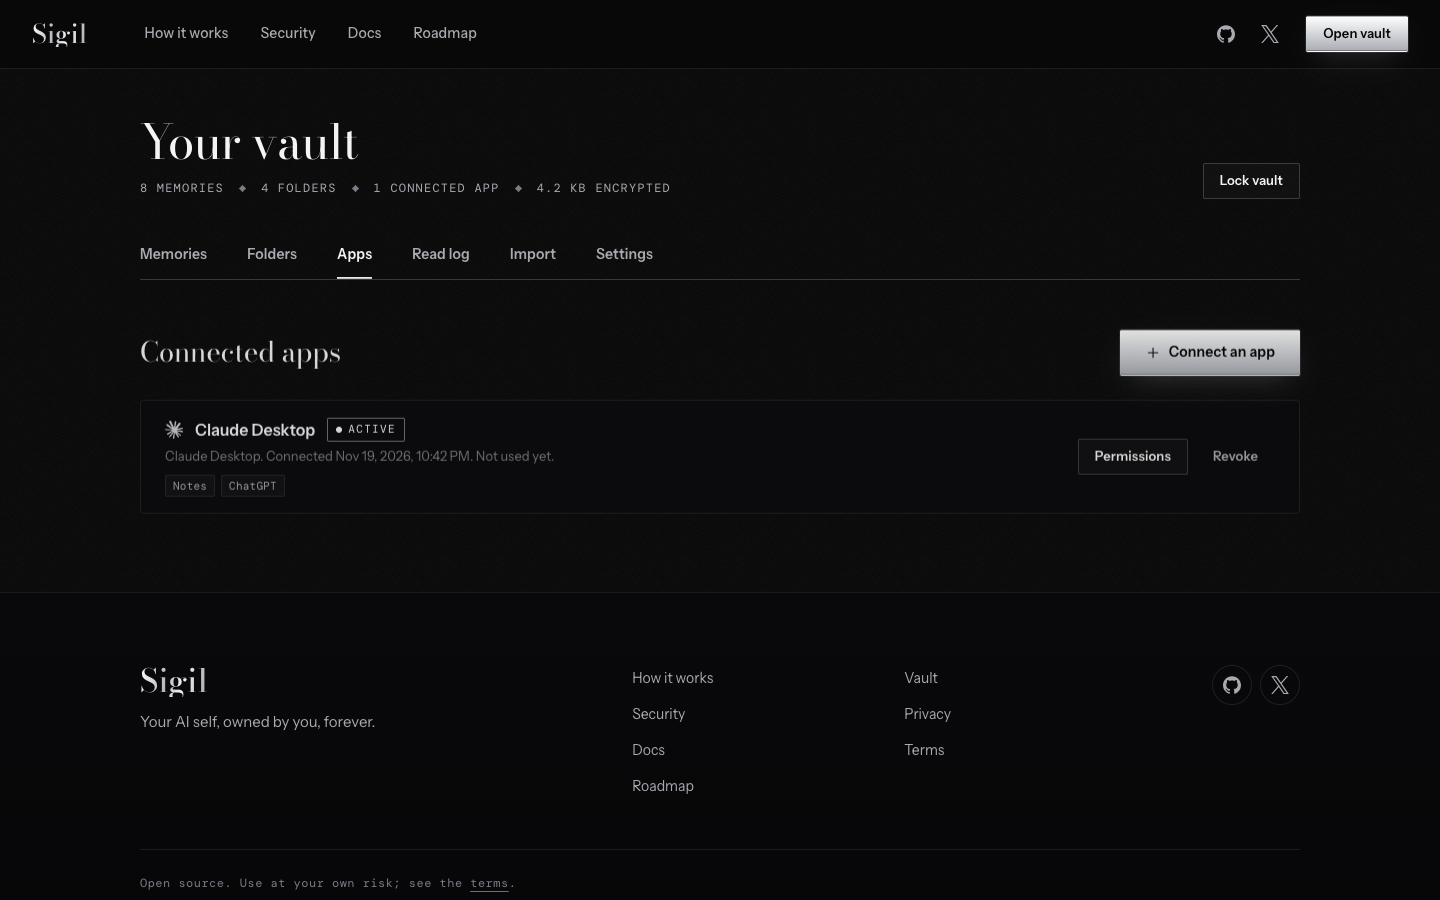 Sigil How it works Security Docs Roadmap Open vault
Your vault
8 MEMORIES ◆ 4 FOLDERS ◆ 1 CONNECTED APP ◆ 4.2 KB ENCRYPTED
Lock vault
Memories Folders Apps Read log Import Settings
Connected apps
+ Connect an app
Claude Desktop ● ACTIVE
Claude Desktop. Connected Nov 19, 2026, 10:42 PM. Not used yet.
Notes ChatGPT
Permissions Revoke
Sigil
Your AI self, owned by you, forever.
How it works
Security
Docs
Roadmap
Vault
Privacy
Terms
Open source. Use at your own risk; see the terms.